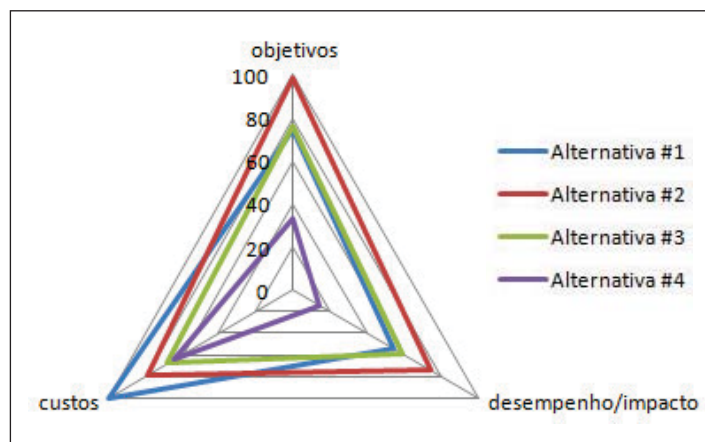 objetivos
100
80
60
40
20
0
custos
desempenho/impacto
Alternativa #1
Alternativa #2
Alternativa #3
Alternativa #4